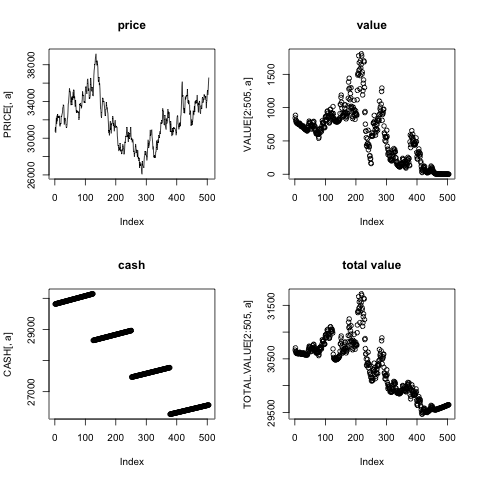 price
PRICE[, a]
26000 30000 34000 38000
0 100 200 300 400 500
Index
value
VALUE[2:505, a]
0 500 1000 1500
0 100 200 300 400 500
Index
cash
CASH[, a]
27000 29000
0 100 200 300 400 500
Index
total value
TOTAL.VALUE[2:505, a]
29500 30500 31500
0 100 200 300 400 500
Index